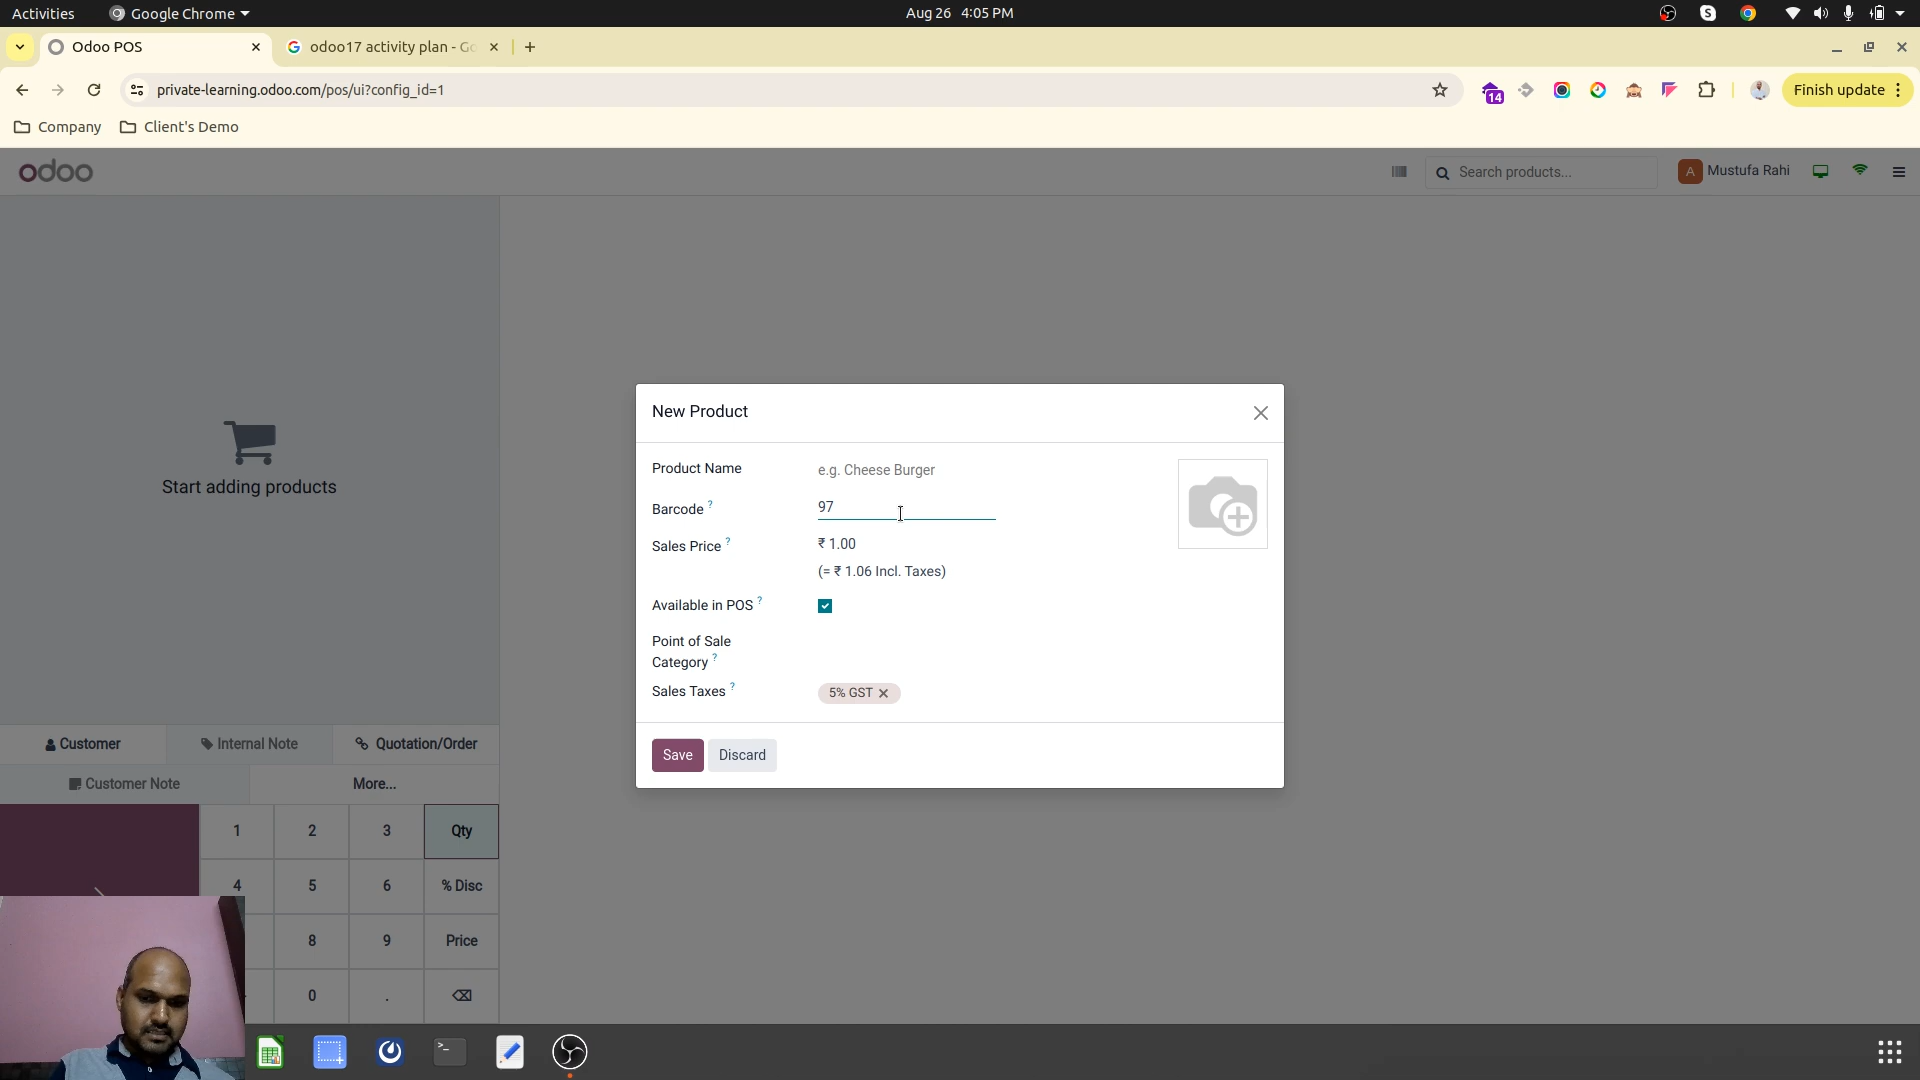 Activities Google Chrome Aug 26 4:05 PM
Odoo POS odoo17 activity plan - Go
private-learning.odoo.com/pos/ui?config_id=1 14 Finish update
Company Client's Demo
odoo Search products... A Mustufa Rahi
Start adding products
New Product
Product Name e.g. Cheese Burger
Barcode ? 97
Sales Price ? ₹ 1.00
(= ₹ 1.06 Incl. Taxes)
Available in POS ?
Point of Sale
Category ?
Sales Taxes ? 5% GST
Save Discard
Customer Internal Note Quotation/Order
Customer Note More...
1 2 3 Qty
4 5 6 % Disc
8 9 Price
0 .